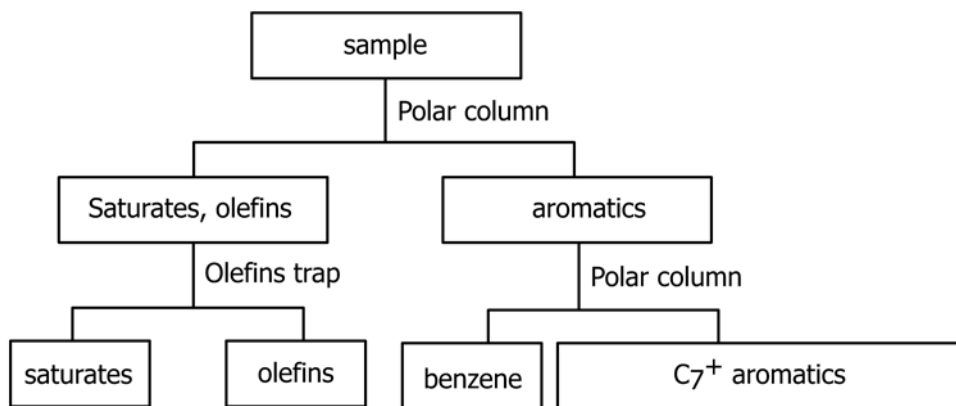 sample
Polar column
Saturates, olefins
aromatics
Olefins trap
Polar column
saturates
olefins
benzene
C7+ aromatics